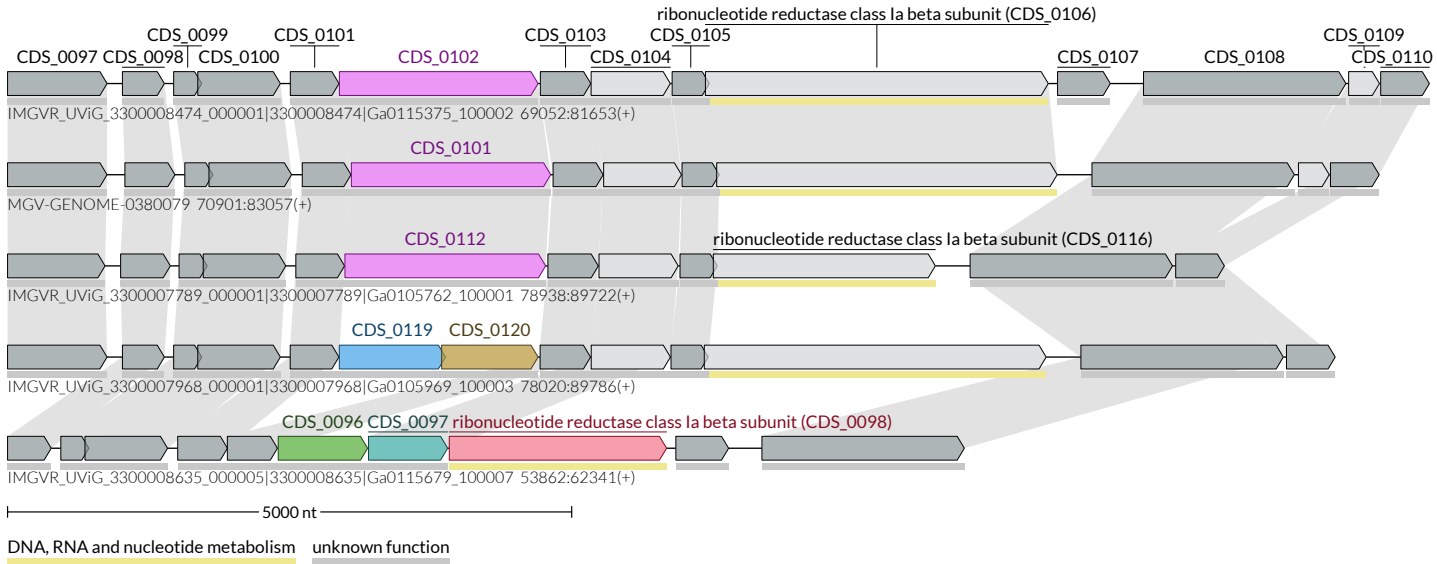 ribonucleotide reductase class Ia beta subunit (CDS_0106)
CDS_0099 CDS_0101 CDS_0103 CDS_0105 CDS_0109
CDS_0097 CDS_0098 CDS_0100 CDS_0102 CDS_0104 CDS_0107 CDS_0108 CDS_0110
IMGVR_UViG_3300008474_000001|3300008474|Ga0115375_100002 69052:81653(+)
CDS_0101
MGV-GENOME-0380079 70901:83057(+)
CDS_0112 ribonucleotide reductase class Ia beta subunit (CDS_0116)
IMGVR_UViG_3300007789_000001|3300007789|Ga0105762_100001 78938:89722(+)
CDS_0119 CDS_0120
IMGVR_UViG_3300007968_000001|3300007968|Ga0105969_100003 78020:89786(+)
CDS_0096 CDS_0097 ribonucleotide reductase class Ia beta subunit (CDS_0098)
IMGVR_UViG_3300008635_000005|3300008635|Ga0115679_100007 53862:62341(+)
5000 nt
DNA, RNA and nucleotide metabolism unknown function